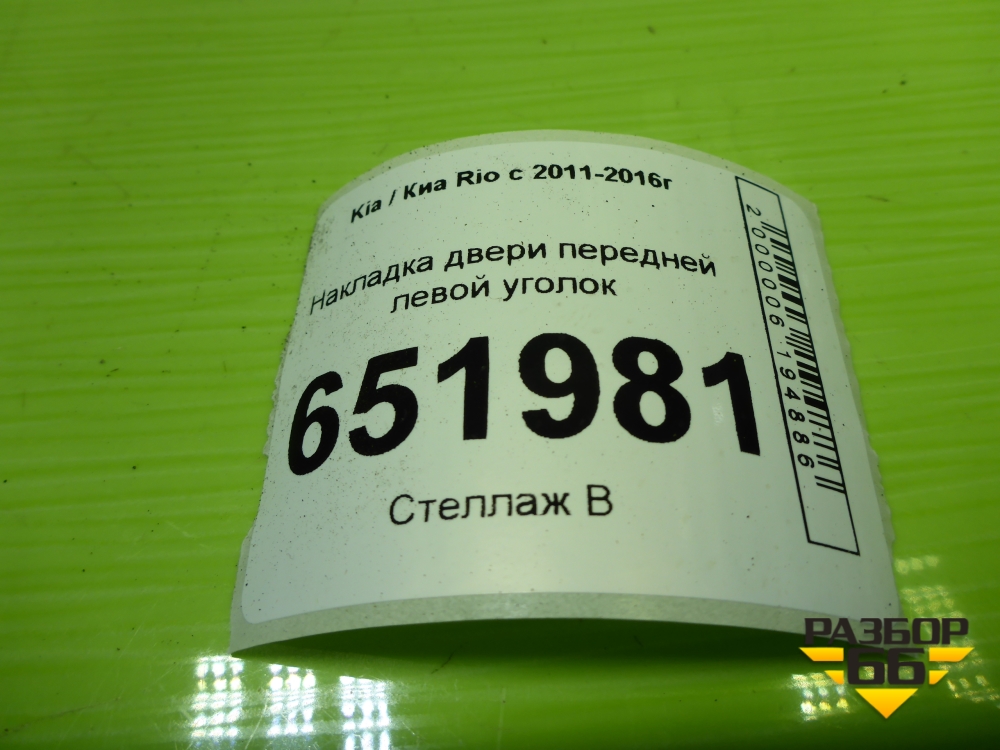 Kia / Киа Rio с 2011-2016г
Накладка двери передней
левой уголок
651981
Стеллаж В
2000006194886
РАЗБОР
66